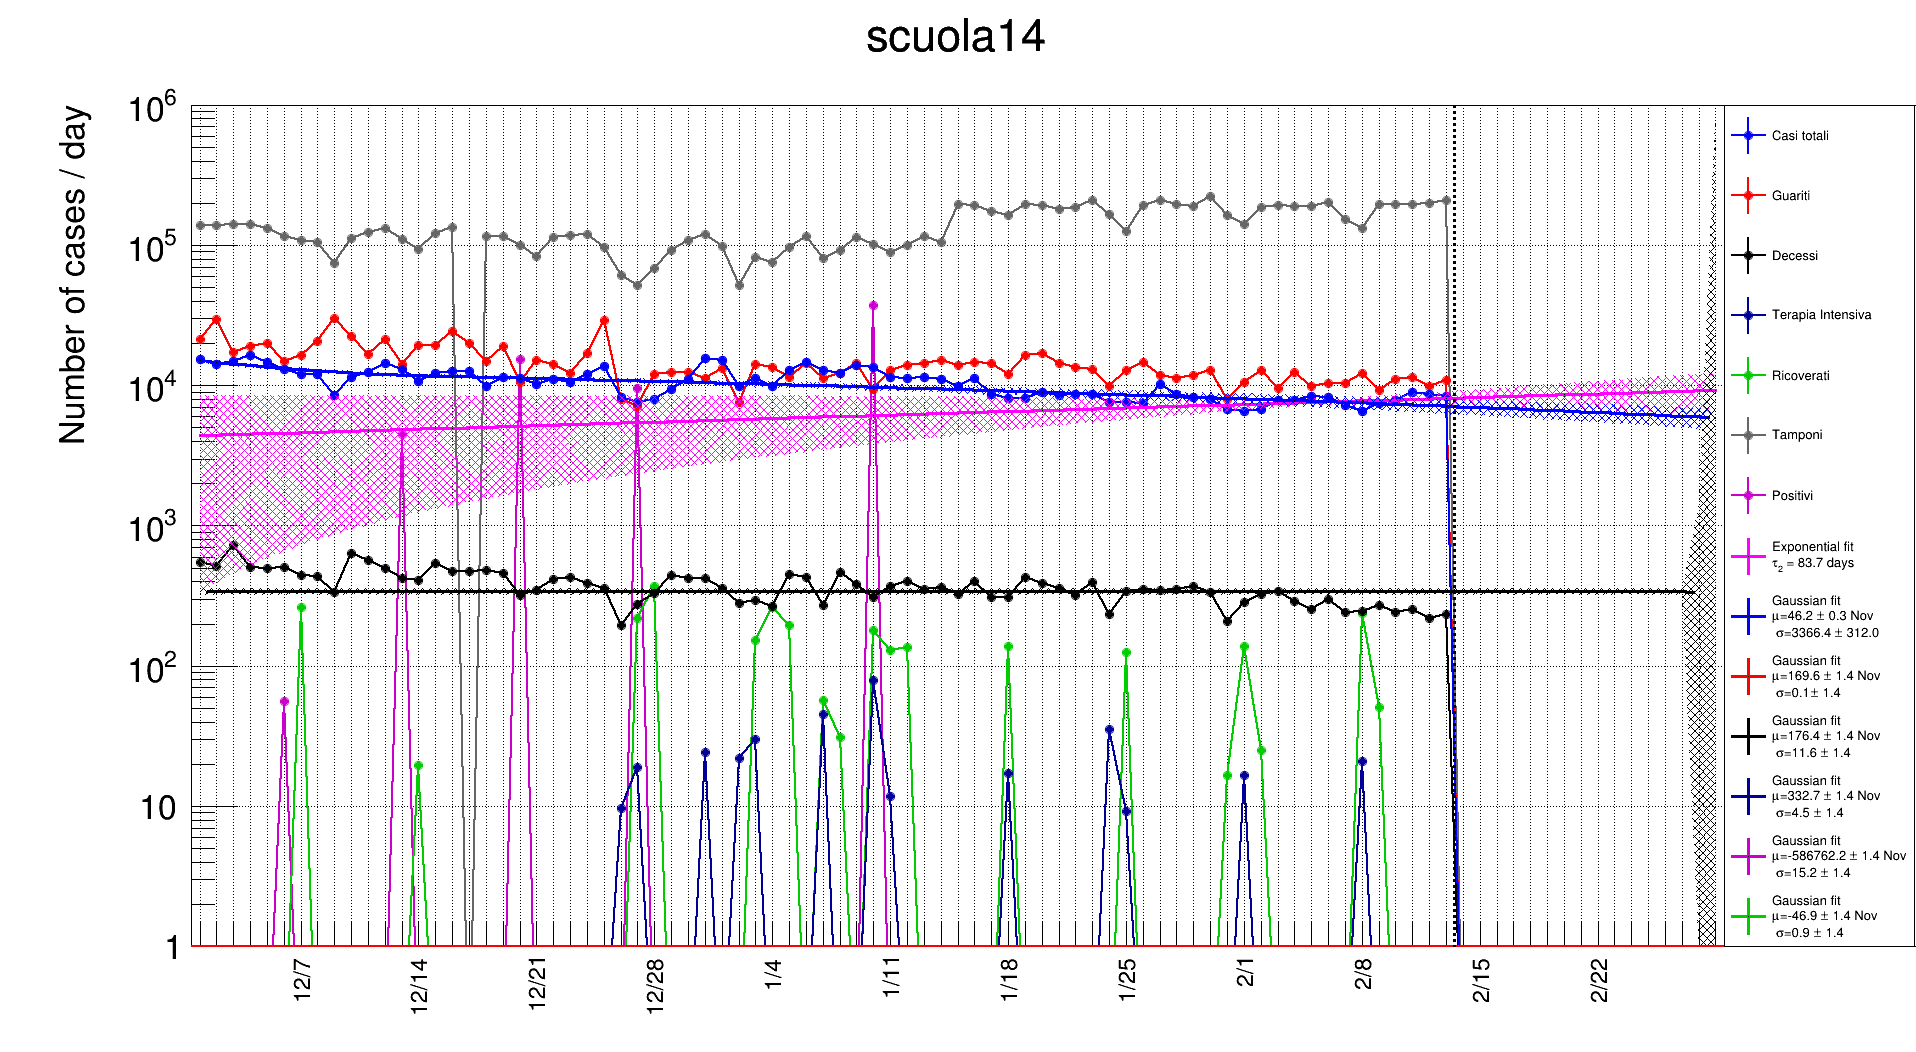 scuola14
Number of cases / day
10^6
10^5
10^4
10^3
10^2
10
1
12/7
12/14
12/21
12/28
1/4
1/11
1/18
1/25
2/1
2/8
2/15
2/22
Casi totali
Guariti
Decessi
Terapia Intensiva
Ricoverati
Tamponi
Positivi
Exponential fit
τ₂ = 83.7 days
Gaussian fit
μ=46.2 ± 0.3 Nov
σ=3366.4 ± 312.0
Gaussian fit
μ=169.6 ± 1.4 Nov
σ=0.1± 1.4
Gaussian fit
μ=176.4 ± 1.4 Nov
σ=11.6 ± 1.4
Gaussian fit
μ=332.7 ± 1.4 Nov
σ=4.5 ± 1.4
Gaussian fit
μ=-586762.2 ± 1.4 Nov
σ=15.2 ± 1.4
Gaussian fit
μ=-46.9 ± 1.4 Nov
σ=0.9 ± 1.4